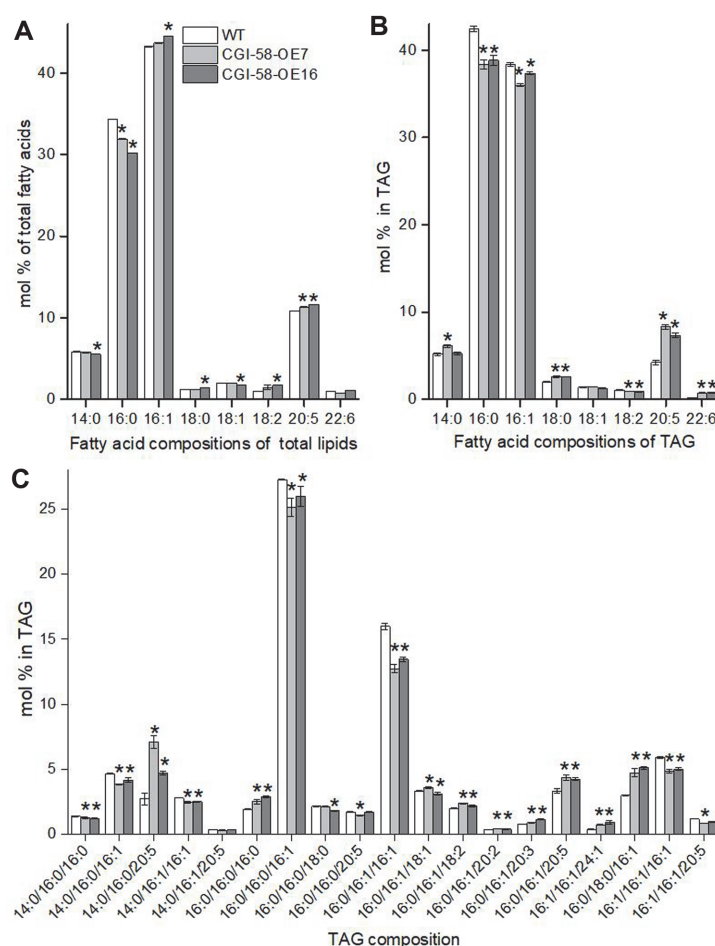 A
WT
CGI-58-OE7
CGI-58-OE16
mol % of total fatty acids
40
30
20
10
0
* * * * * * * **
14:0 16:0 16:1 18:0 18:1 18:2 20:5 22:6
Fatty acid compositions of total lipids
B
mol % in TAG
40
30
20
10
0
* ** * * ** ** * * **
14:0 16:0 16:1 18:0 18:1 18:2 20:5 22:6
Fatty acid compositions of TAG
C
mol % in TAG
25
20
15
10
5
0
** ** * * ** ** * * * * ** * * ** ** ** ** ** ** ** *
14:0/16:0/16:0
14:0/16:0/16:1
14:0/16:0/20:5
14:0/16:1/16:1
14:0/16:1/20:5
16:0/16:0/16:0
16:0/16:0/16:1
16:0/16:0/18:0
16:0/16:0/20:5
16:0/16:1/16:1
16:0/16:1/18:1
16:0/16:1/18:2
16:0/16:1/20:2
16:0/16:1/20:3
16:0/16:1/20:5
16:1/16:1/24:1
16:0/18:0/16:1
16:1/16:1/16:1
16:1/16:1/20:5
TAG composition